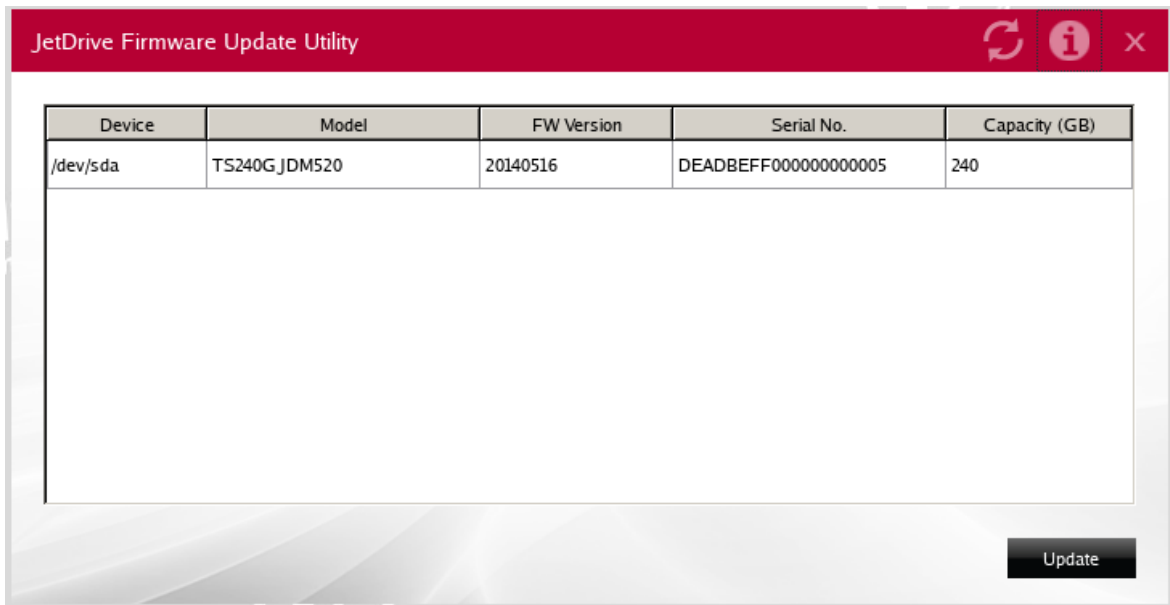 JetDrive Firmware Update Utility
Device Model FW Version Serial No. Capacity (GB)
/dev/sda TS240GJDM520 20140516 DEADBEFF000000000005 240
Update